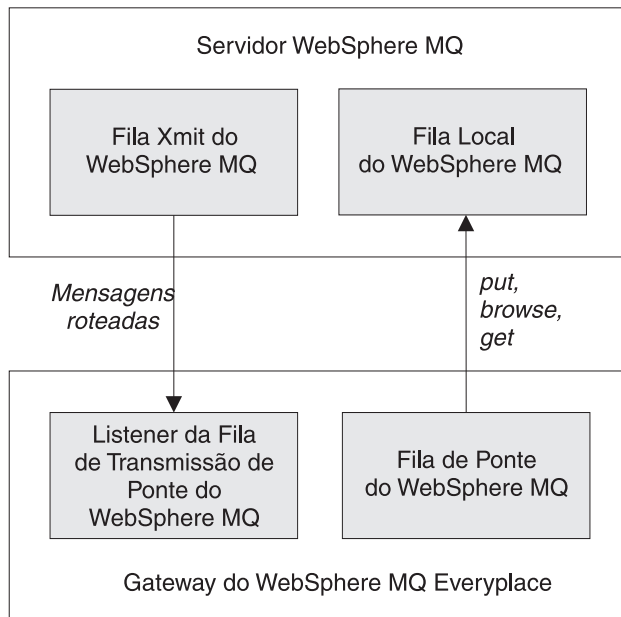 Servidor WebSphere MQ
Fila Xmit do
WebSphere MQ
Fila Local
do WebSphere MQ
Mensagens
roteadas
put,
browse,
get
Listener da Fila
de Transmissão de
Ponte do
WebSphere MQ
Fila de Ponte
do WebSphere MQ
Gateway do WebSphere MQ Everyplace